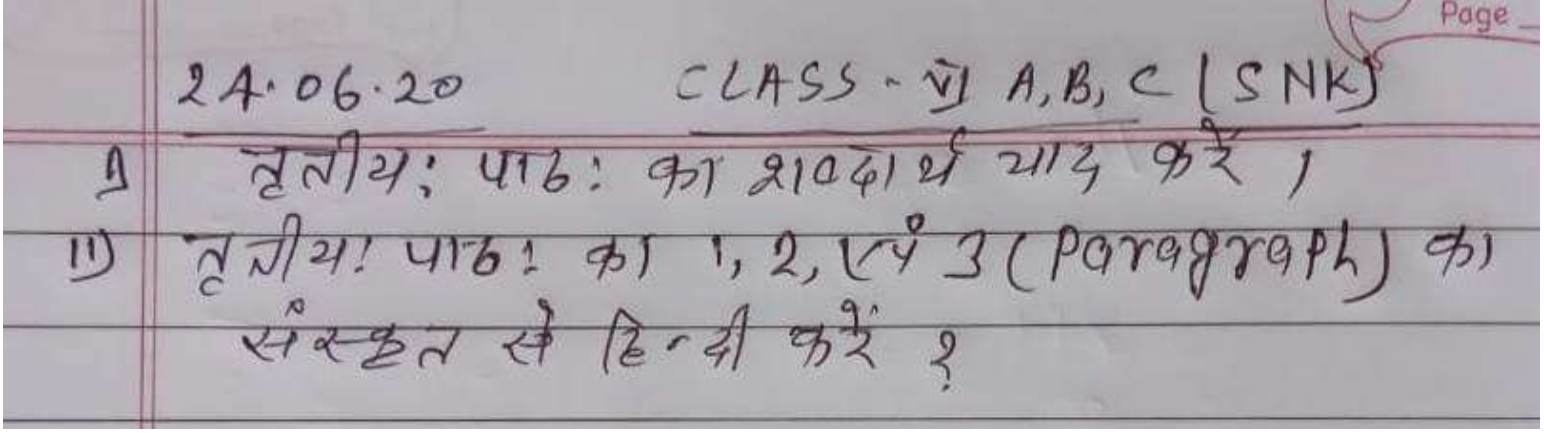 Page
24.06.20 CLASS - VI A, B, C (SNK)
I) तृतीय: पाठ: का शब्दार्थ याद करें ।
II) तृतीय: पाठ: का 1, 2, एवं 3 (Paragraph) का
संस्कृत से हिन्दी करें ?